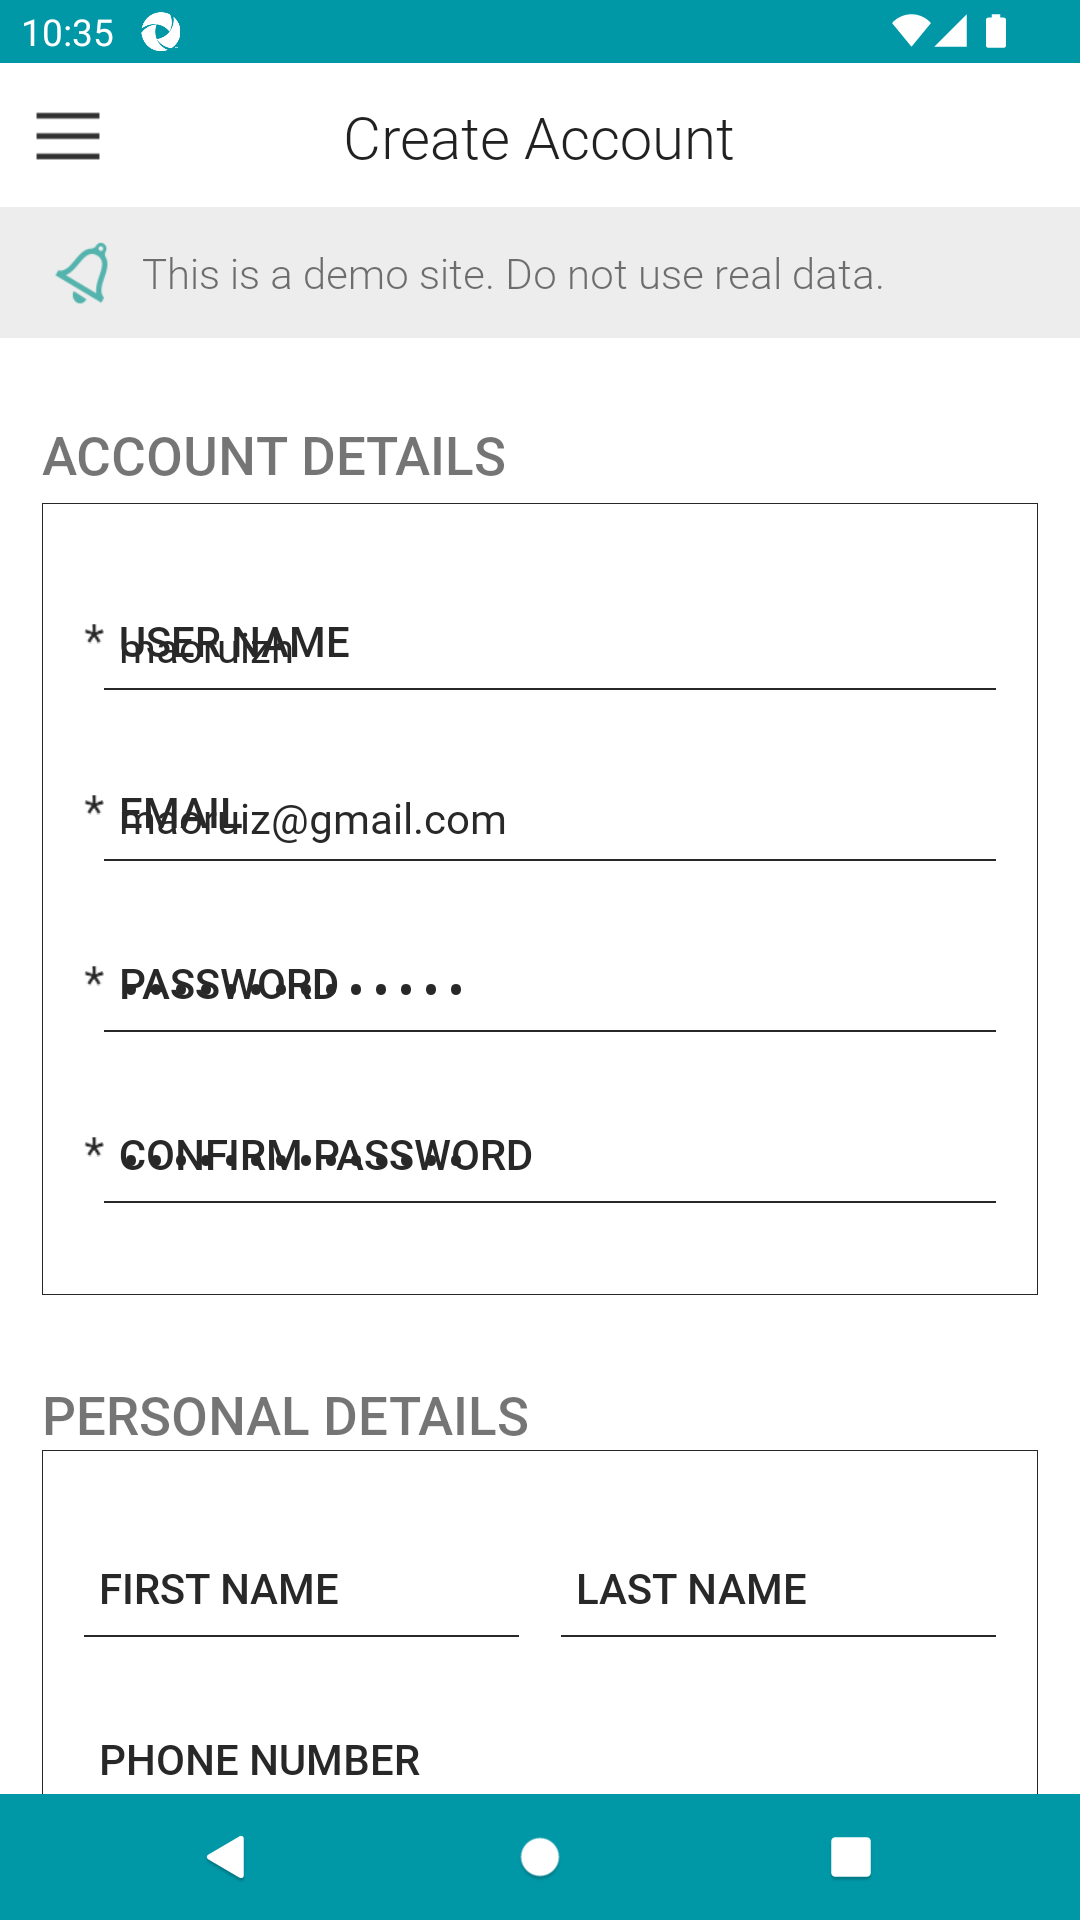 10:35
Create Account
This is a demo site. Do not use real data.
ACCOUNT DETAILS
* USER NAME
maoruizh
* EMAIL
maoruiz@gmail.com
* PASSWORD
••••••••••••••
* CONFIRM PASSWORD
••••••••••••••
PERSONAL DETAILS
FIRST NAME
LAST NAME
PHONE NUMBER